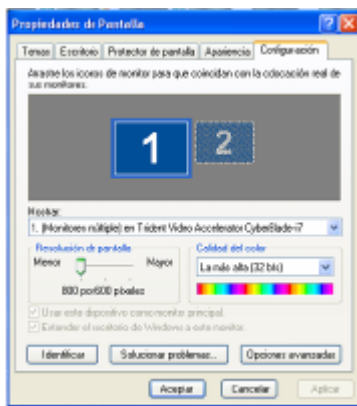 Propiedades de Pantalla
Temas Escritorio Protector de pantalla Apariencia Configuración
Arrastre los iconos de monitor para que coincidan con la colocación real de
sus monitores.
1 2
Mostrar:
1. (Monitores múltiple) en Trident Video Accelerator CyberBlade-i7
Resolución de pantalla
Menor Mayor
800 por 600 píxeles
Calidad del color
La más alta (32 bits)
Usar este dispositivo como monitor principal.
Extender el escritorio de Windows a este monitor.
Identificar Solucionar problemas... Opciones avanzadas
Aceptar Cancelar Aplicar